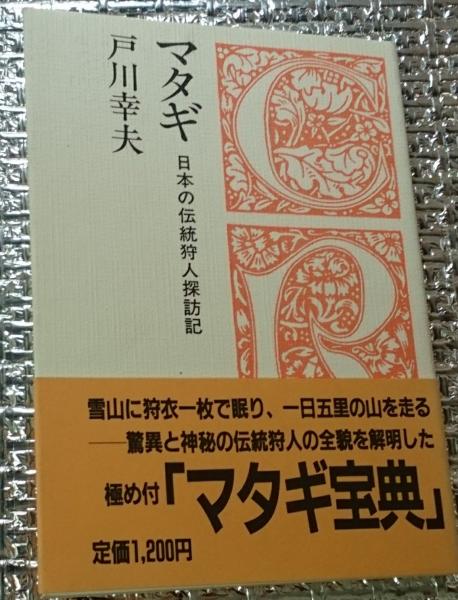 マタギ
日本の伝統狩人探訪記
戸川幸夫
C
P
雪山に狩衣一枚で眠り、一日五里の山を走る
──驚異と神秘の伝統狩人の全貌を解明した
極め付「マタギ宝典」
定価1,200円